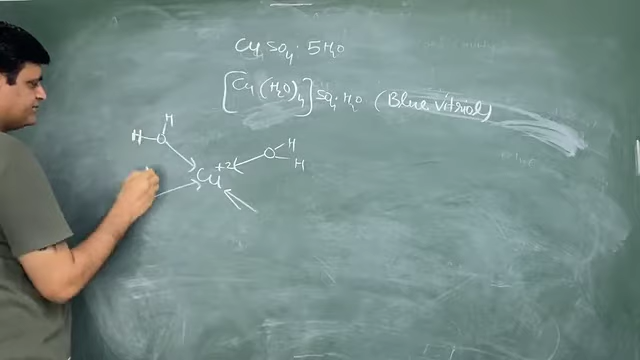 CuSO4·5H2O
[Cu(H2O)4]SO4·H2O (Blue Vitriol)
H
H O
H
O
H
Cu+2